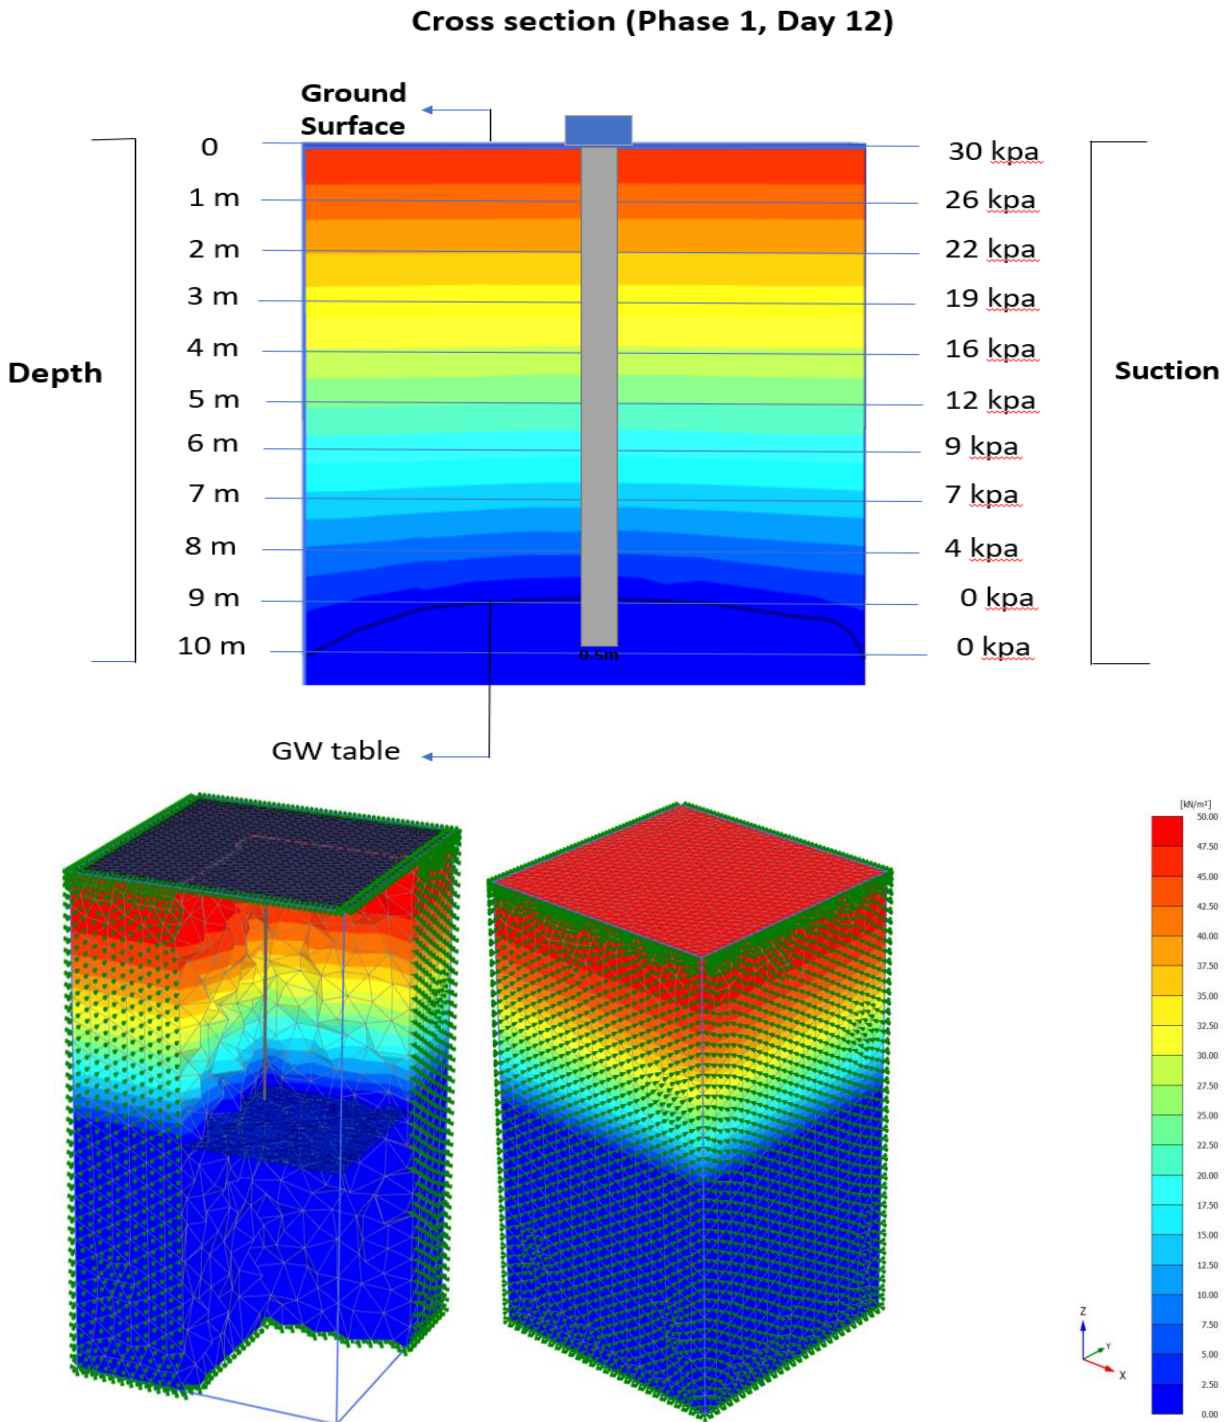 Cross section (Phase 1, Day 12)
Ground
Surface
0
30 kpa
1 m
26 kpa
2 m
22 kpa
3 m
19 kpa
4 m
16 kpa
Depth
Suction
5 m
12 kpa
6 m
9 kpa
7 m
7 kpa
8 m
4 kpa
9 m
0 kpa
10 m
0 kpa
0.5m
GW table
[kN/m²]
50.00
47.50
45.00
42.50
40.00
37.50
35.00
32.50
30.00
27.50
25.00
22.50
20.00
17.50
15.00
12.50
10.00
7.50
5.00
2.50
0.00
Z
Y
X